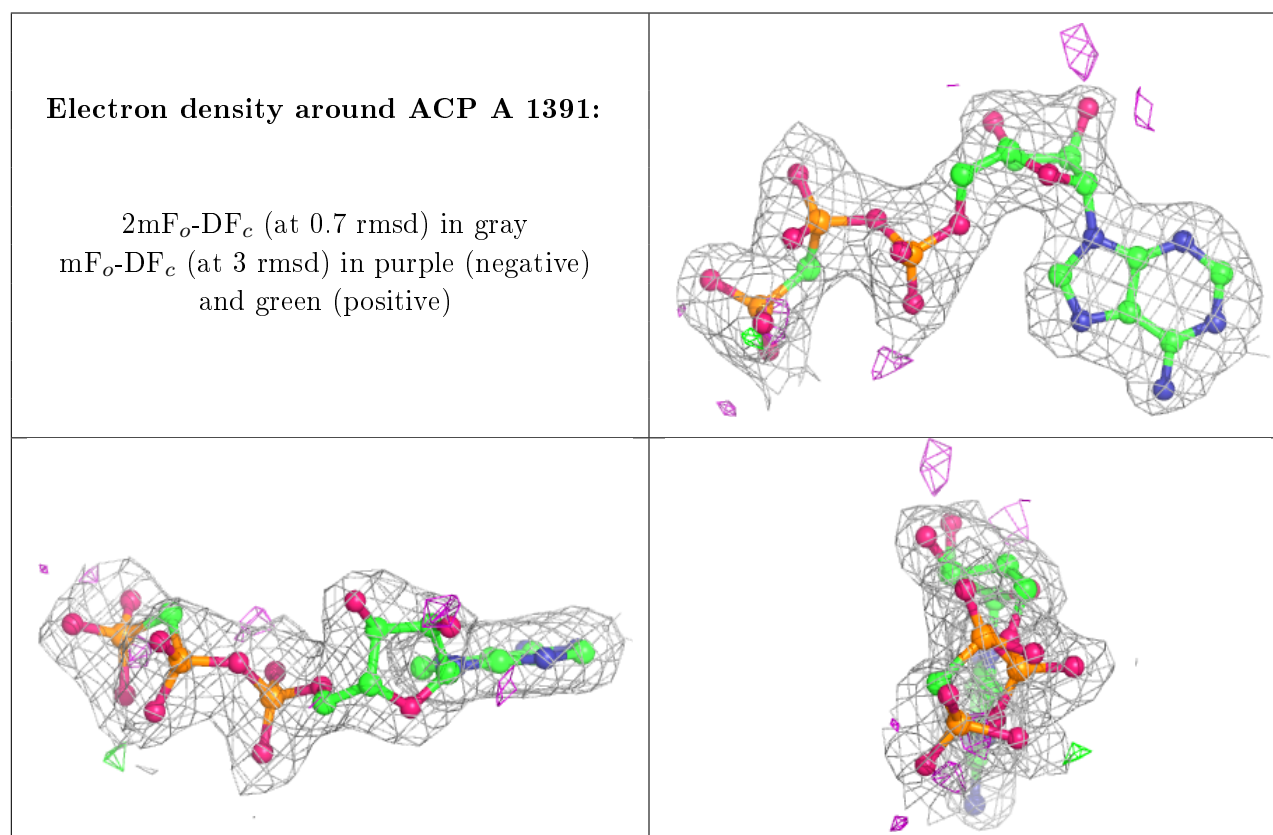 Electron density around ACP A 1391:
2mFₒ-DF𝒸 (at 0.7 rmsd) in gray
mFₒ-DF𝒸 (at 3 rmsd) in purple (negative)
and green (positive)